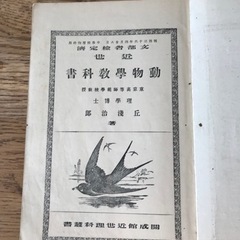 文部省檢定濟
近世
動物學教科書
東京高等師範學校教授
理學博士
丘淺治郎
著
開成館近世理科叢書